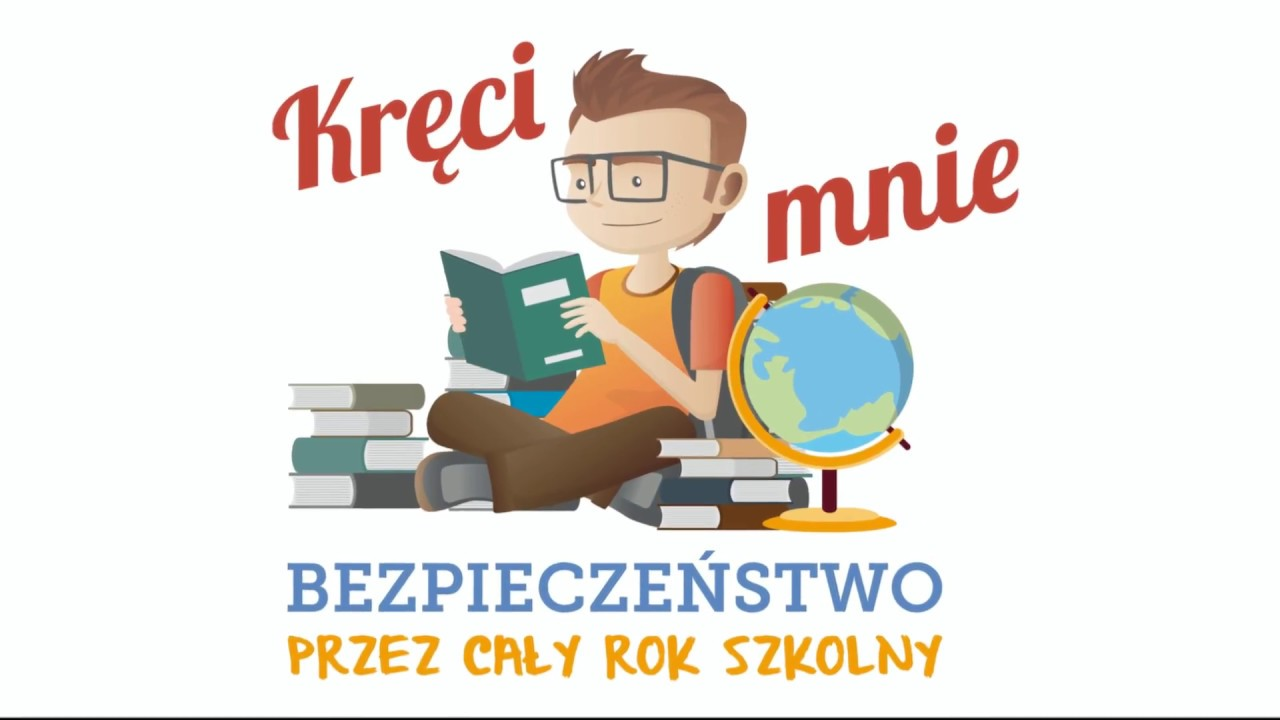 Kręci
mnie
BEZPIECZEŃSTWO
PRZEZ CAŁY ROK SZKOLNY